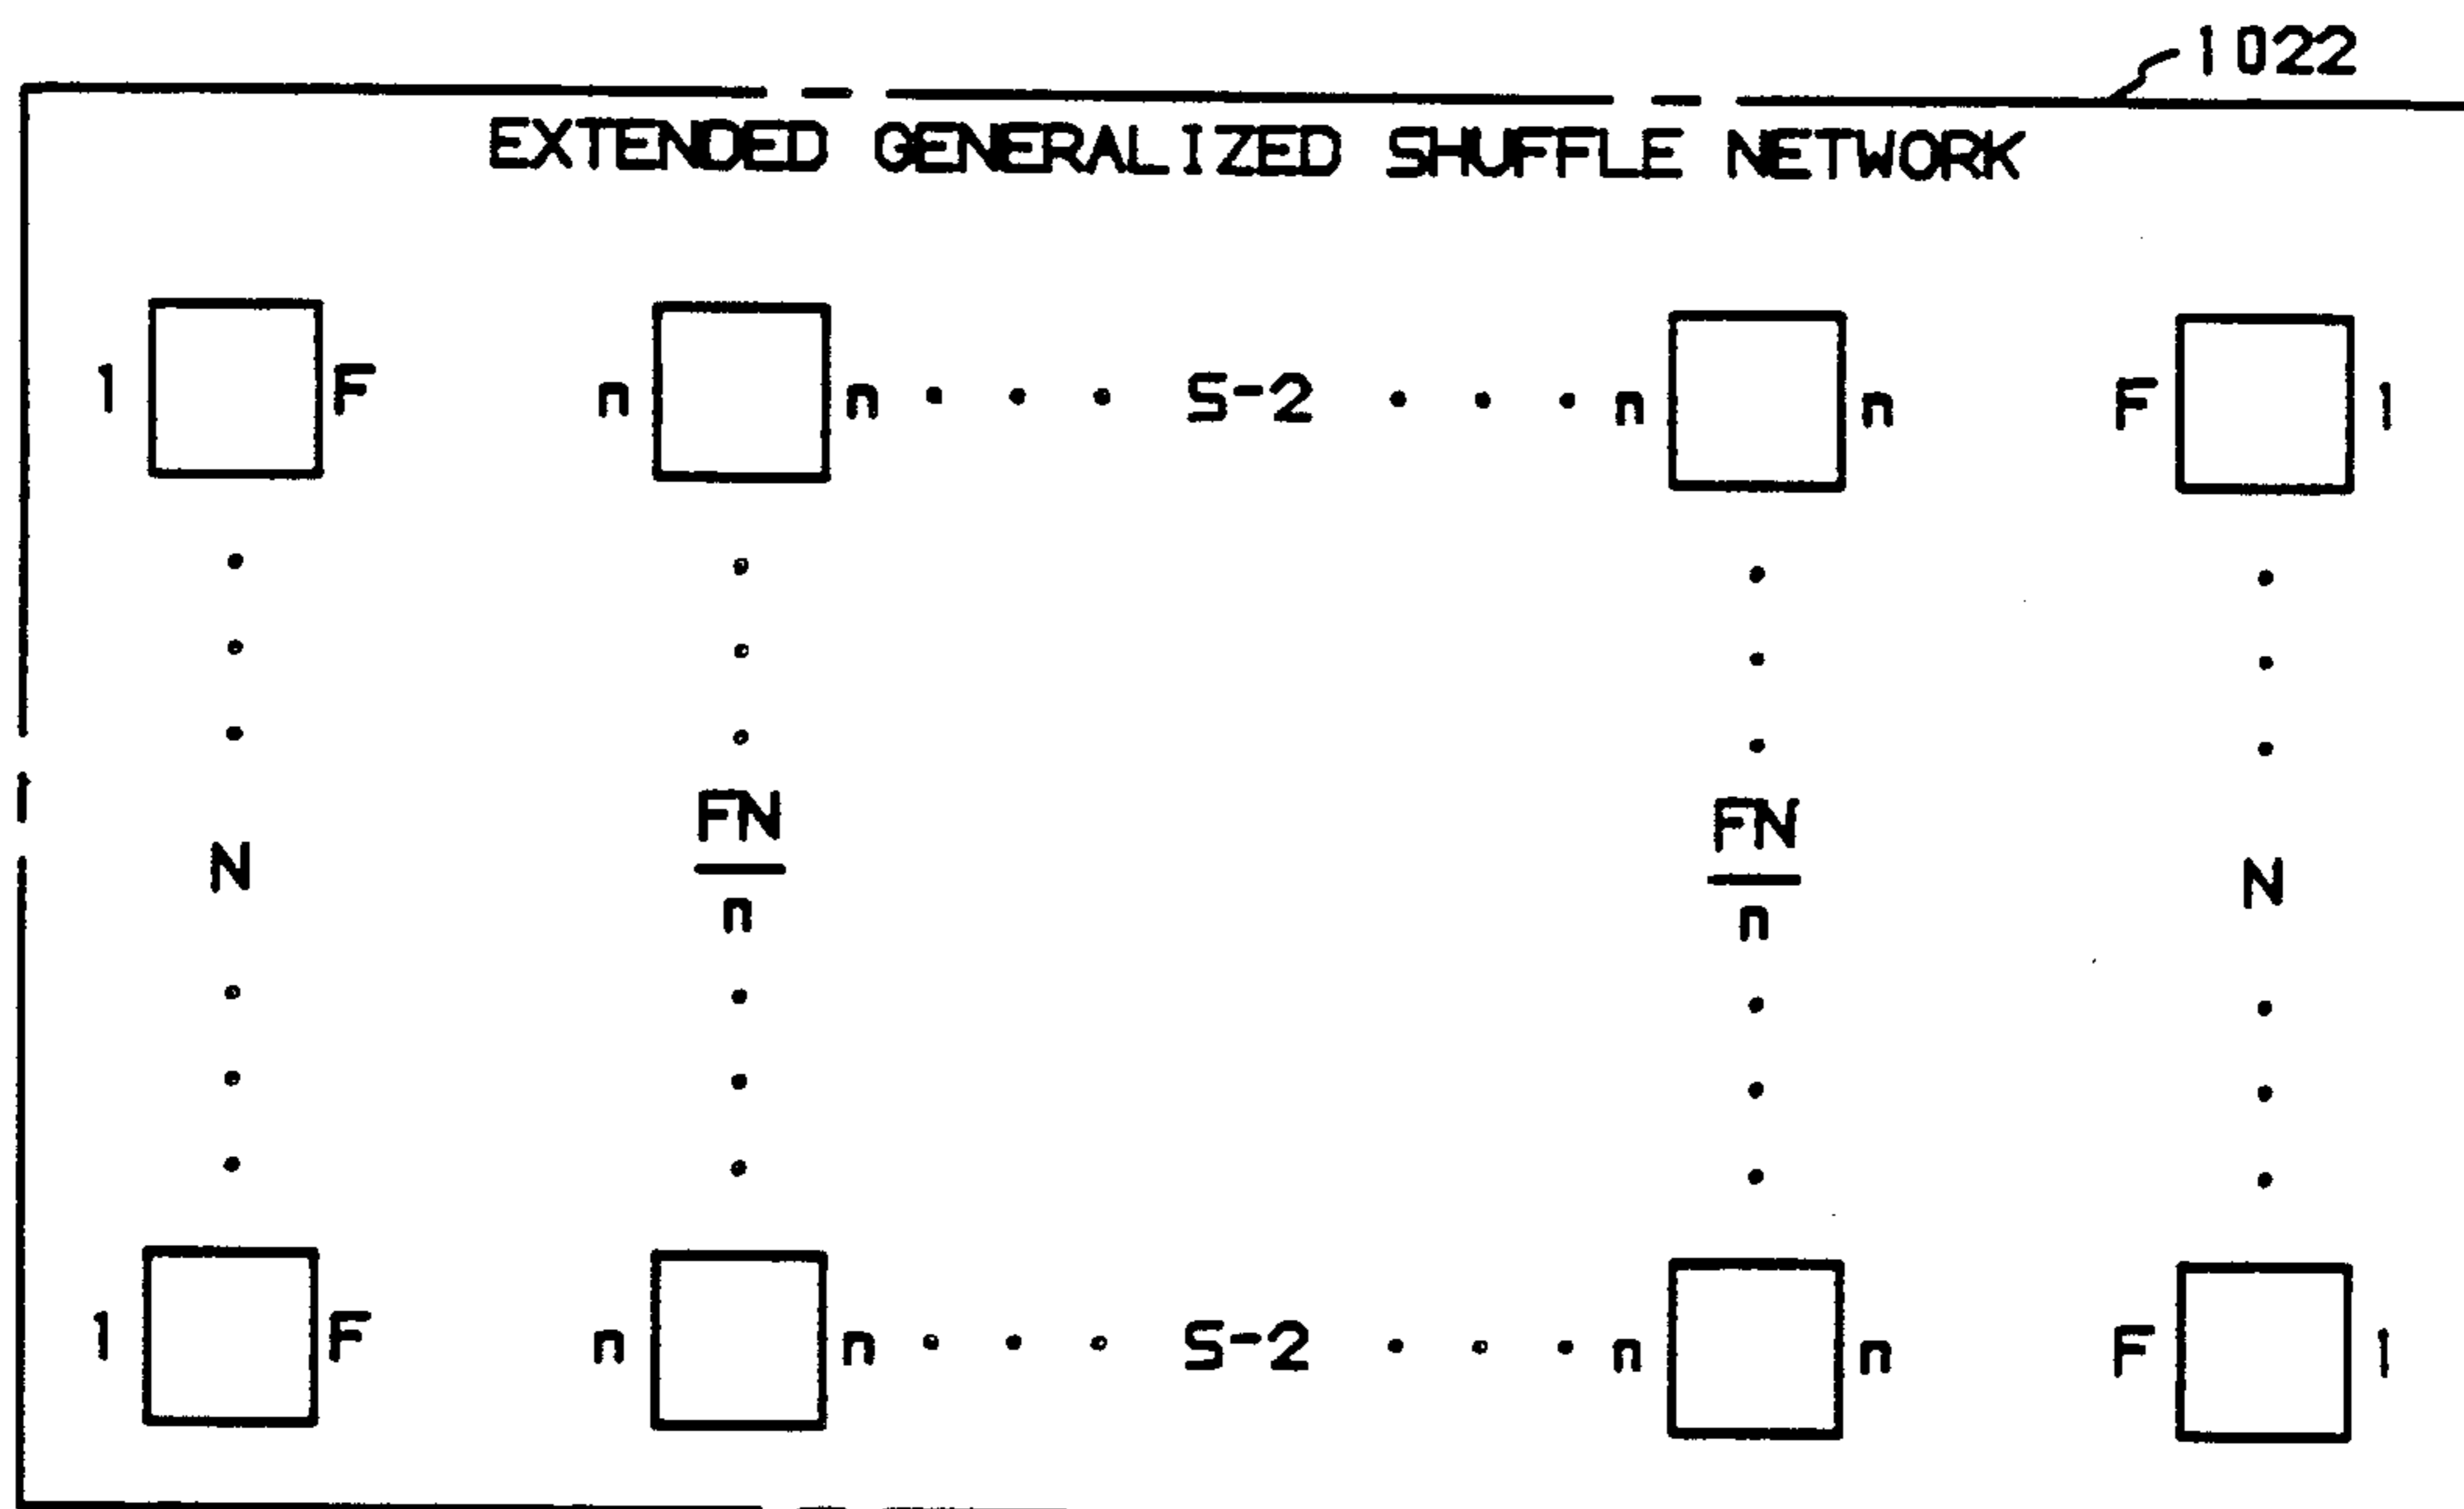 1022
EXTENDED GENERALIZED SHUFFLE NETWORK
1 F n n . . . S-2 . . . n n F 1
N FN/n FN/n N
1 F n n . . . S-2 . . . n n F 1